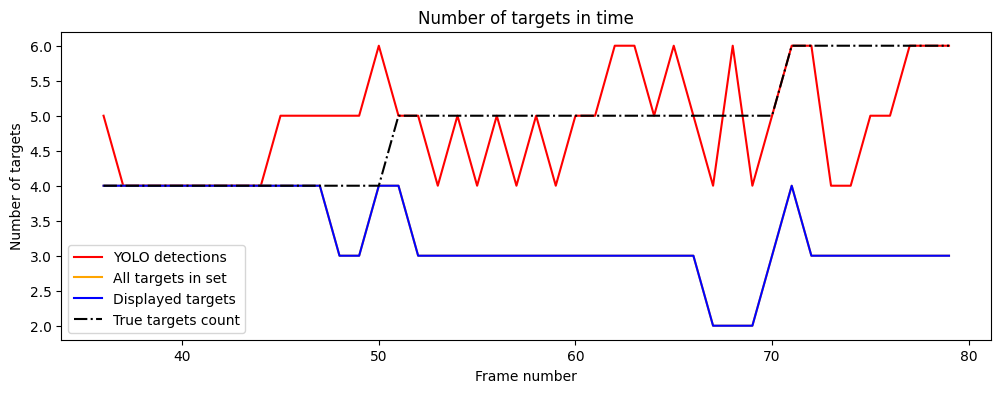 Number of targets in time
Number of targets
6.0
5.5
5.0
4.5
4.0
3.5
3.0
2.5
2.0
YOLO detections
All targets in set
Displayed targets
True targets count
40
50
60
70
80
Frame number